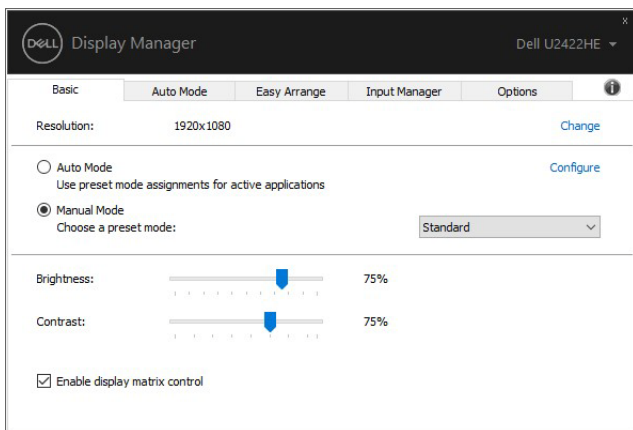 x
DELL Display Manager Dell U2422HE
Basic Auto Mode Easy Arrange Input Manager Options i
Resolution: 1920x1080 Change
Auto Mode Configure
Use preset mode assignments for active applications
Manual Mode
Choose a preset mode: Standard
Brightness: 75%
Contrast: 75%
Enable display matrix control